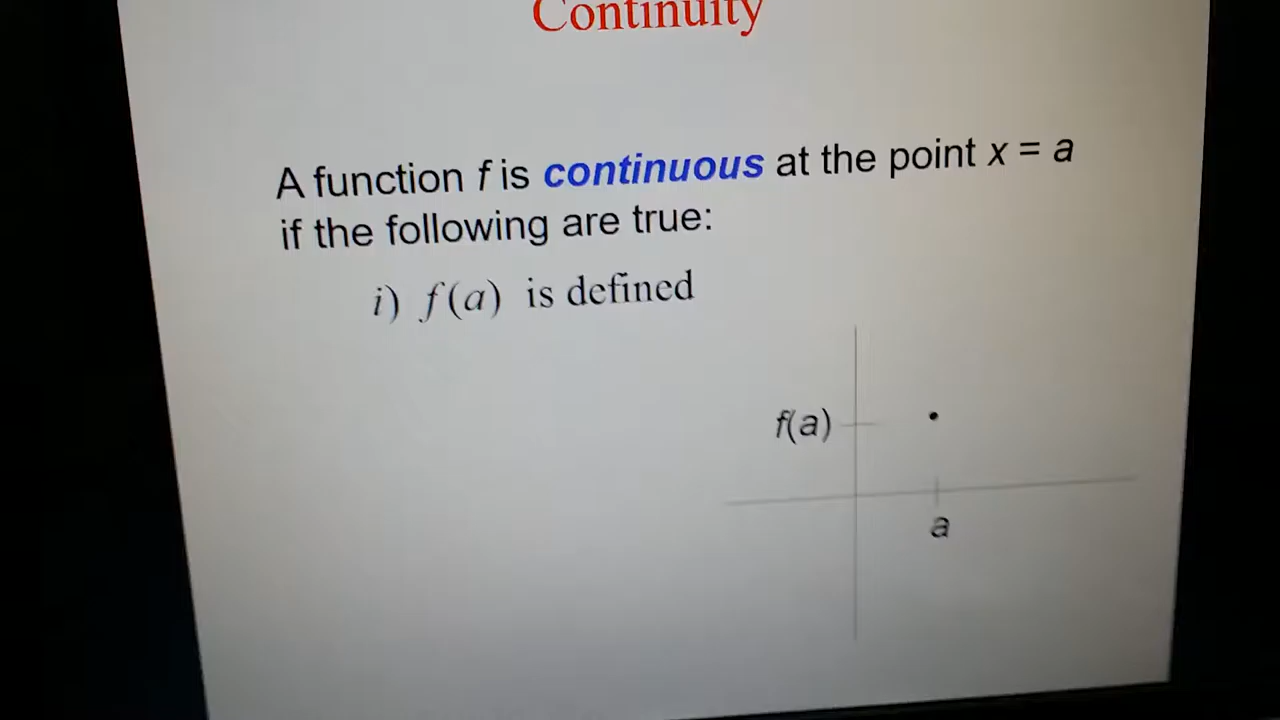 Continuity
A function f is continuous at the point x = a
if the following are true:
i) f(a) is defined
f(a)
a